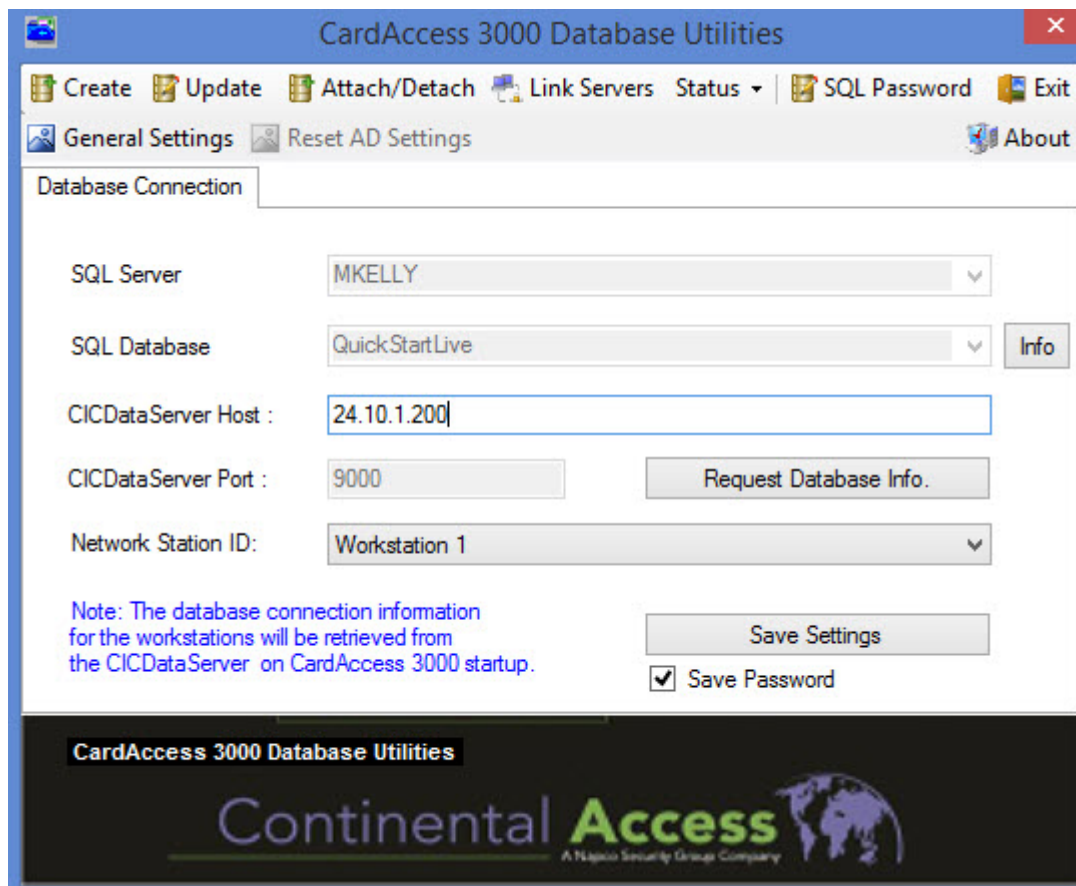 CardAccess 3000 Database Utilities
Create Update Attach/Detach Link Servers Status SQL Password Exit
General Settings Reset AD Settings About
Database Connection
SQL Server MKELLY
SQL Database QuickStartLive Info
CICDataServer Host : 24.10.1.200
CICDataServer Port : 9000 Request Database Info.
Network Station ID: Workstation 1
Note: The database connection information
for the workstations will be retrieved from
the CICDataServer on CardAccess 3000 startup.
Save Settings
Save Password
CardAccess 3000 Database Utilities
Continental Access
A Napco Security Group Company